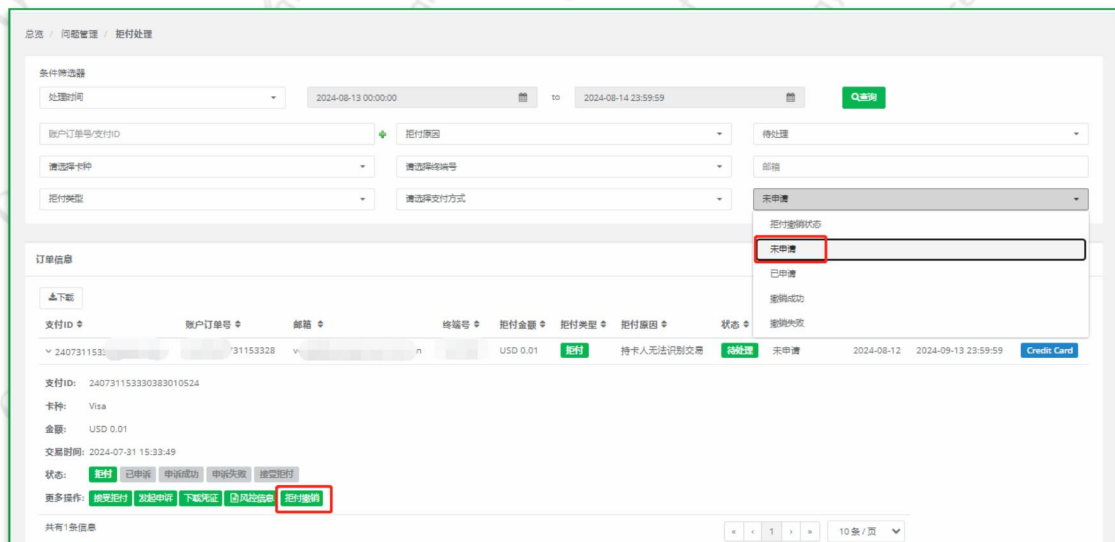 总览 / 问题管理 / 拒付处理
条件筛选器
处理时间 2024-08-13 00:00:00 to 2024-08-14 23:59:59 查询
账户订单号/支付ID 拒付原因 待处理
请选择卡种 请选择终端号 邮箱
拒付类型 请选择支付方式 未申请
拒付撤销状态
未申请
已申请
撤销成功
撤销失败
订单信息
下载
支付ID 账户订单号 邮箱 终端号 拒付金额 拒付类型 拒付原因 状态
240731153 31153328 USD 0.01 拒付 持卡人无法识别交易 待处理 未申请 2024-08-12 2024-09-13 23:59:59 Credit Card
支付ID: 240731153330383010524
卡种: Visa
金额: USD 0.01
交易时间: 2024-07-31 15:33:49
状态: 拒付 已申诉 申诉成功 申诉失败 接受拒付
更多操作: 接受拒付 发起申诉 下载凭证 风控信息 拒付撤销
共有1条信息 « ‹ 1 › » 10条/页